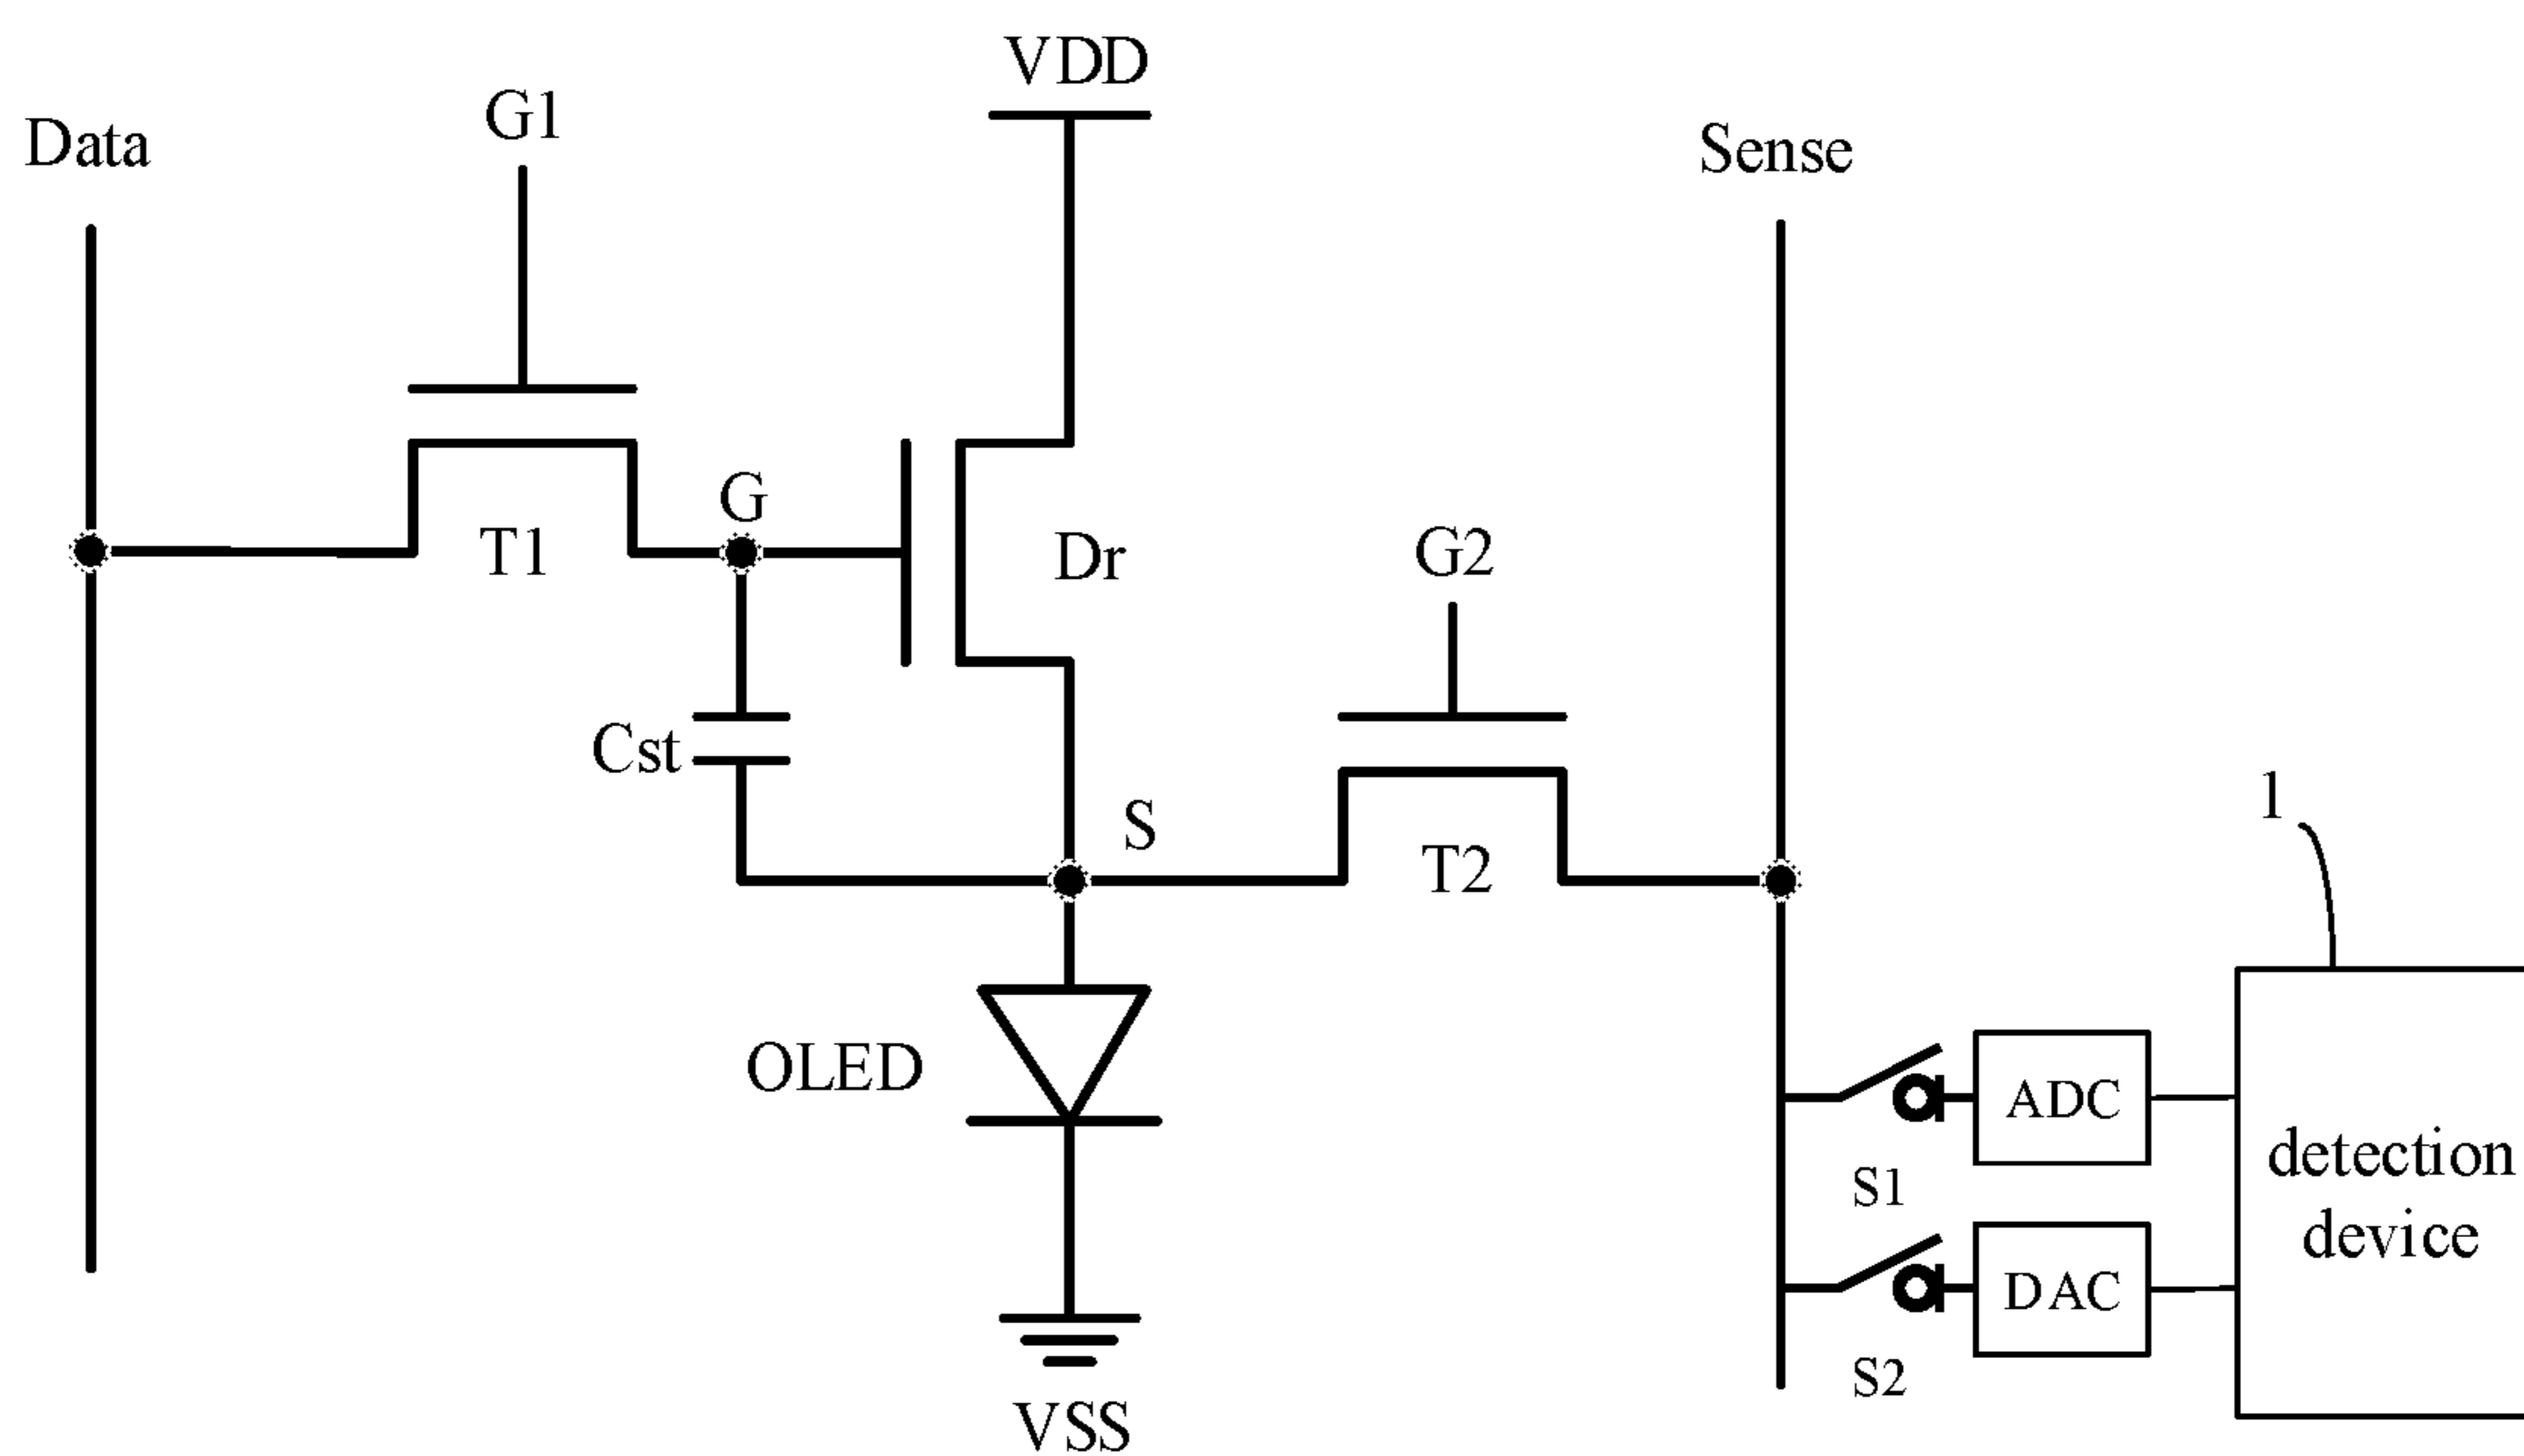 VDD
G1
Data
Sense
G
T1
Dr
G2
Cst
S
T2
1
OLED
ADC
detection
device
S1
DAC
S2
VSS